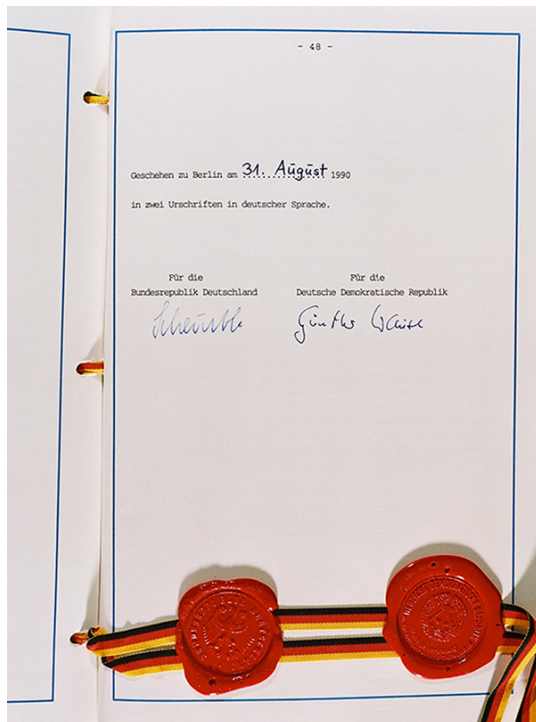 - 48 -
Geschehen zu Berlin am 31. August 1990
in zwei Urschriften in deutscher Sprache.
Für die
Bundesrepublik Deutschland
Für die
Deutsche Demokratische Republik
Schäuble
Günther Krause